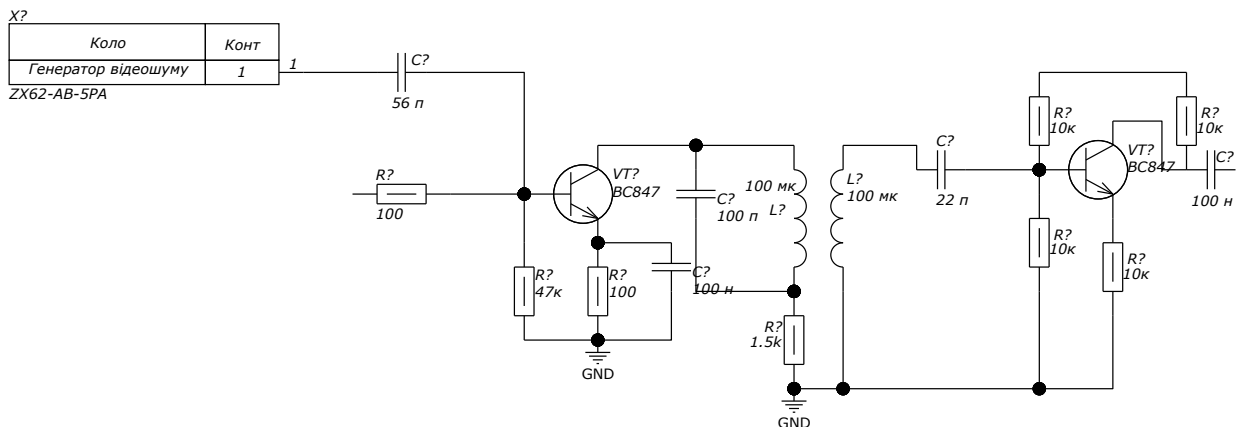 X?
Коло
Конт
Генератор відеошуму
1
1
ZX62-AB-5PA
C?
56 п
R?
100
VT?
BC847
R?
47к
R?
100
C?
100 н
C?
100 п
100 мк
L?
L?
100 мк
R?
1.5k
C?
22 п
R?
10к
R?
10к
VT?
BC847
R?
10к
R?
10к
C?
100 н
GND
GND